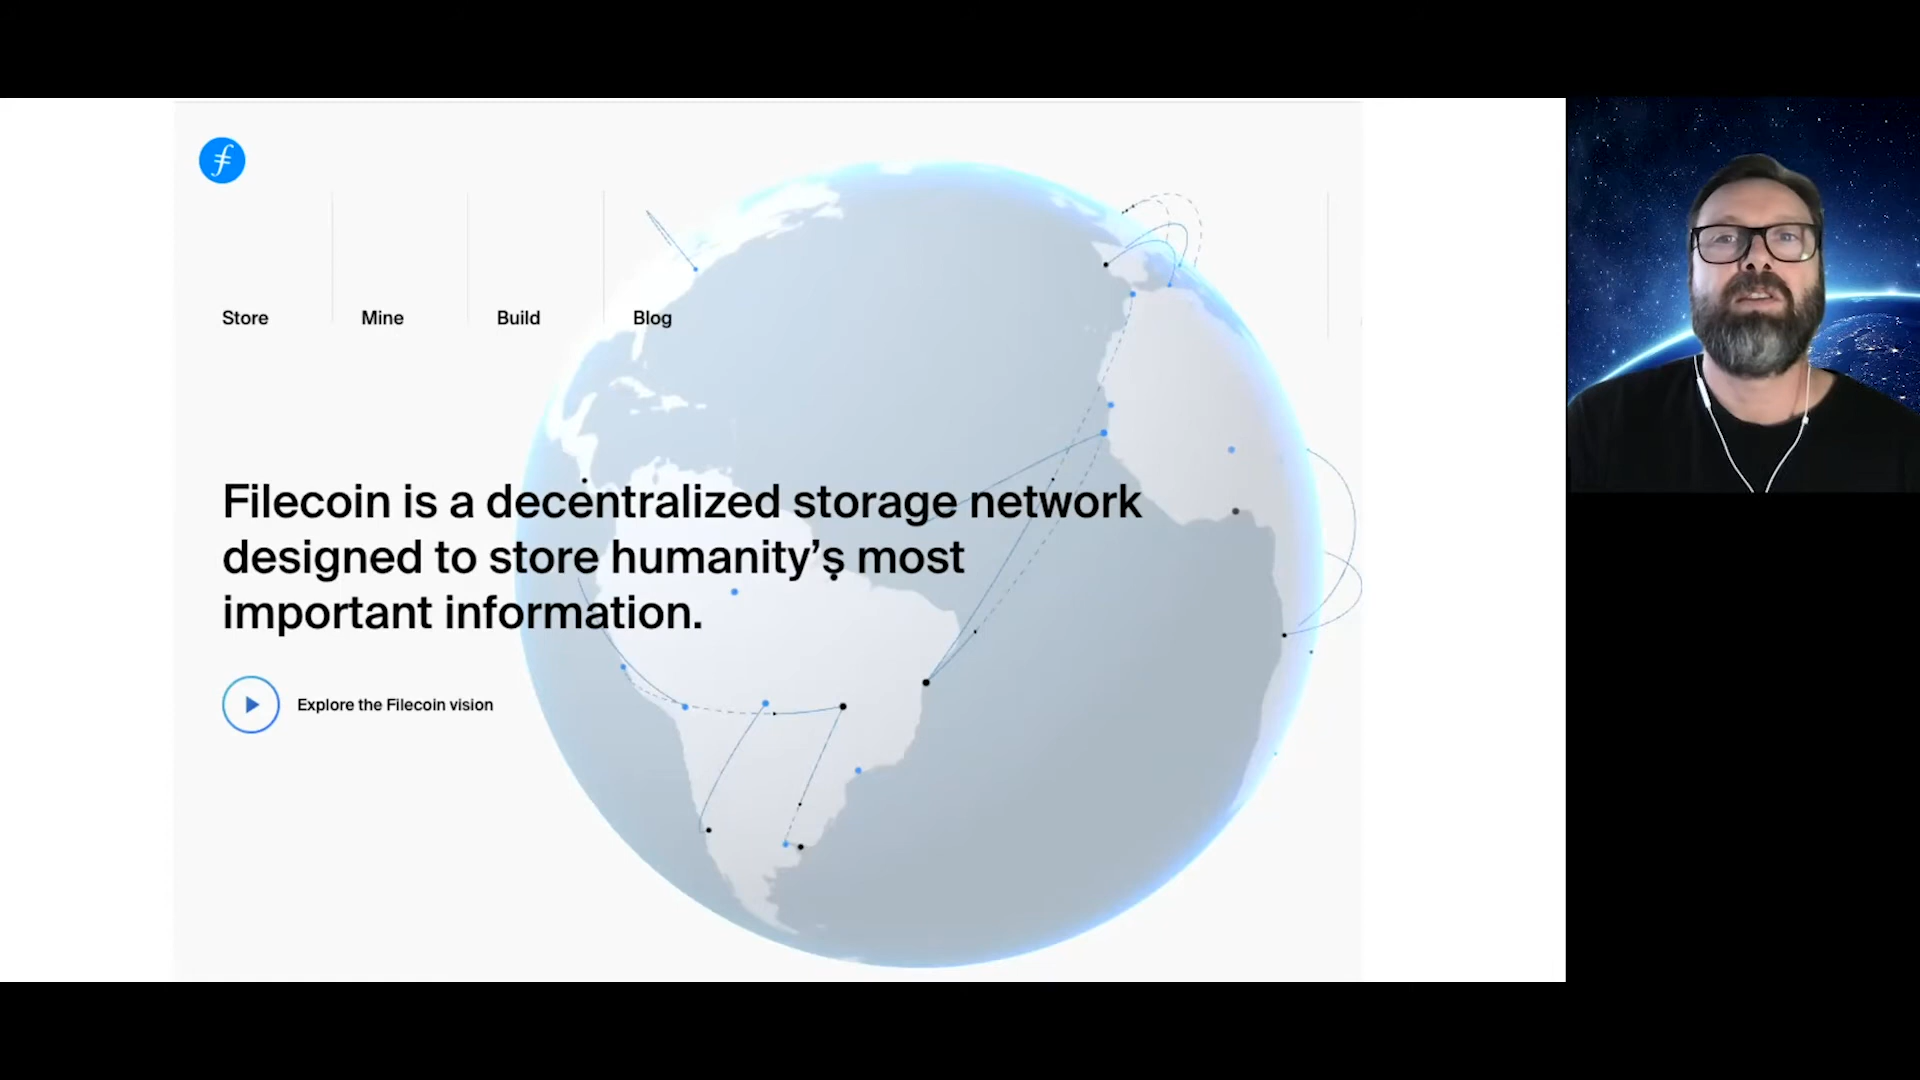 Store
Mine
Build
Blog
Filecoin is a decentralized storage network
designed to store humanity’s most
important information.
Explore the Filecoin vision